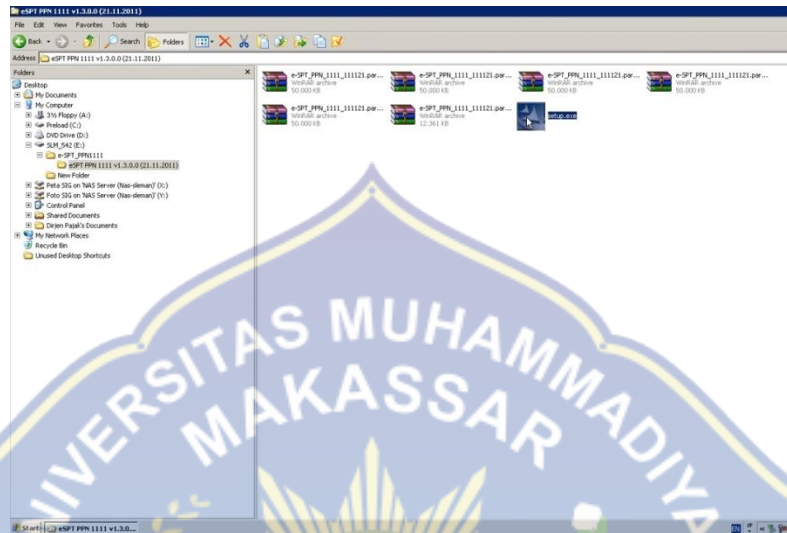 eSPT PPN 1111 v1.3.0.0 (21.11.2011)
File Edit View Favorites Tools Help
Back Search Folders
Address eSPT PPN 1111 v1.3.0.0 (21.11.2011)
Folders
Desktop
My Documents
My Computer
3½ Floppy (A:)
Preload (C:)
DVD Drive (D:)
SLM_542 (E:)
e-SPT_PPN1111
eSPT PPN 1111 v1.3.0.0 (21.11.2011)
New Folder
Peta SIG on 'NAS Server (Nas-sleman)' (X:)
Foto SIG on 'NAS Server (Nas-sleman)' (Y:)
Control Panel
Shared Documents
Dirjen Pajak's Documents
My Network Places
Recycle Bin
Unused Desktop Shortcuts
e-SPT_PPN_1111_111121.par...
WinRAR archive
50.000 KB
e-SPT_PPN_1111_111121.par...
WinRAR archive
50.000 KB
e-SPT_PPN_1111_111121.par...
WinRAR archive
50.000 KB
e-SPT_PPN_1111_111121.par...
WinRAR archive
50.000 KB
e-SPT_PPN_1111_111121.par...
WinRAR archive
50.000 KB
e-SPT_PPN_1111_111121.par...
WinRAR archive
12.361 KB
setup.exe
UNIVERSITAS MUHAMMADIYA
MAKASSAR
Start eSPT PPN 1111 v1.3.0....
EN